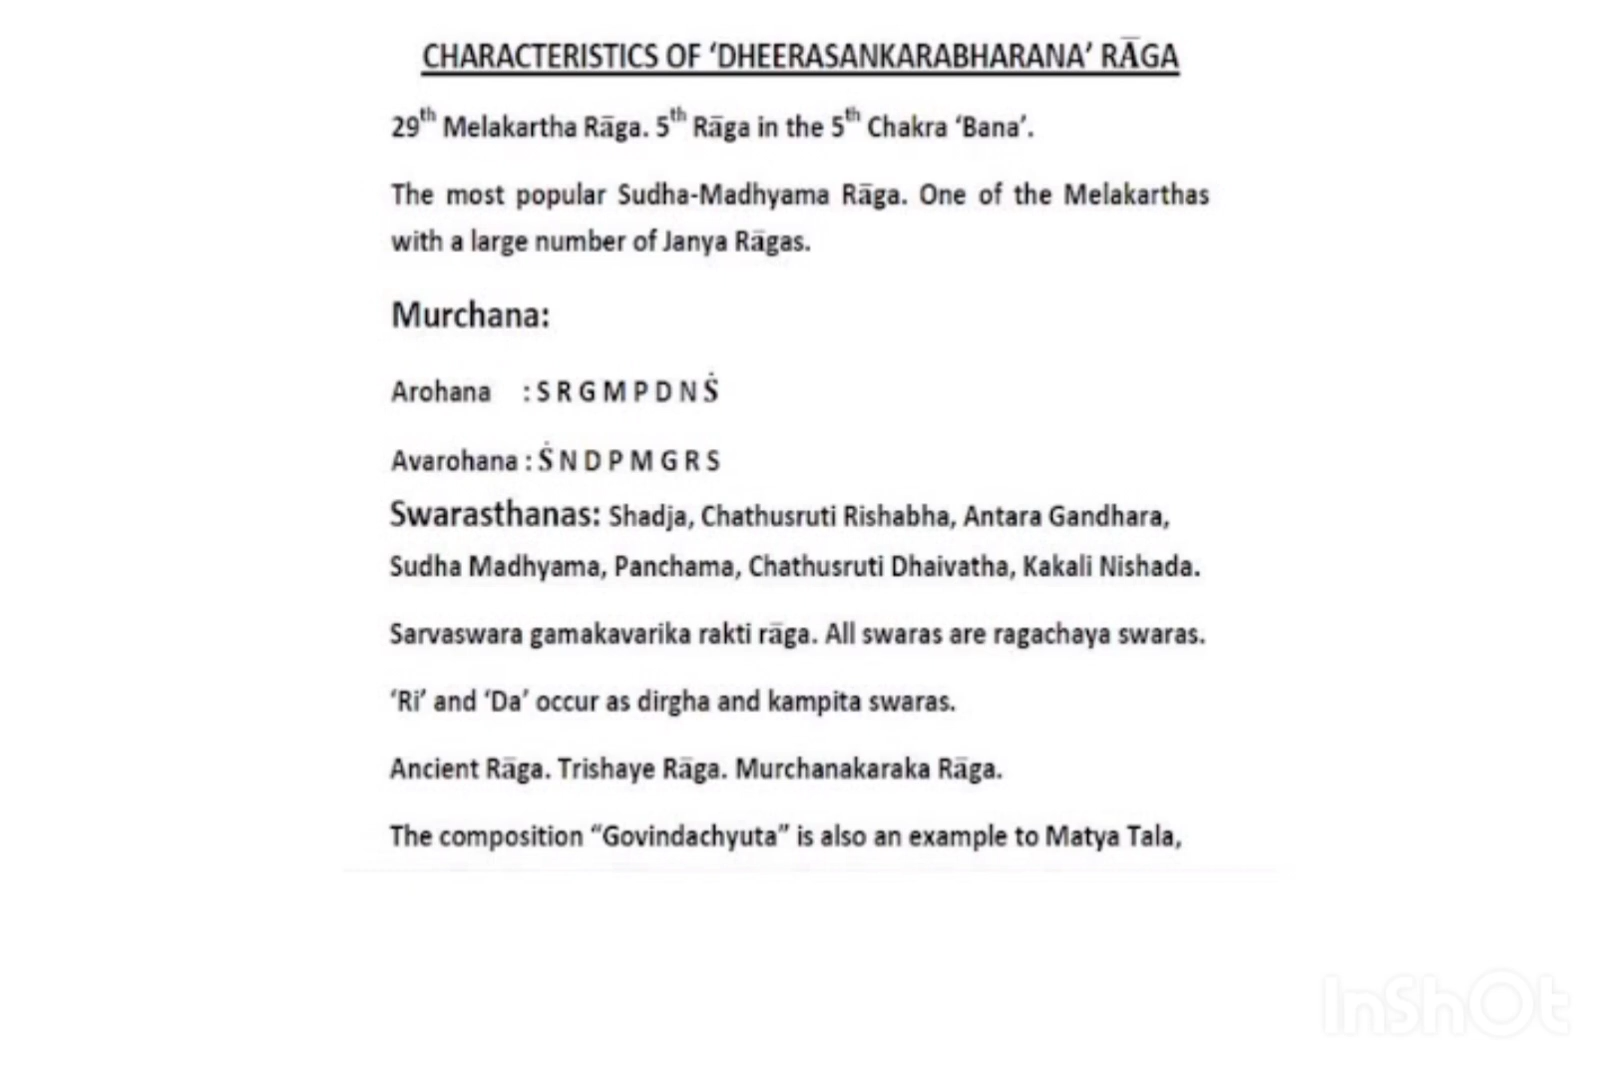 CHARACTERISTICS OF ‘DHEERASANKARABHARANA’ RĀGA
29th Melakartha Rāga. 5th Rāga in the 5th Chakra ‘Bana’.
The most popular Sudha-Madhyama Rāga. One of the Melakarthas
with a large number of Janya Rāgas.
Murchana:
Arohana : S R G M P D N Ṡ
Avarohana : Ṡ N D P M G R S
Swarasthanas: Shadja, Chathusruti Rishabha, Antara Gandhara,
Sudha Madhyama, Panchama, Chathusruti Dhaivatha, Kakali Nishada.
Sarvaswara gamakavarika rakti rāga. All swaras are ragachaya swaras.
‘Ri’ and ‘Da’ occur as dirgha and kampita swaras.
Ancient Rāga. Trishaye Rāga. Murchanakaraka Rāga.
The composition “Govindachyuta” is also an example to Matya Tala,
InShOt